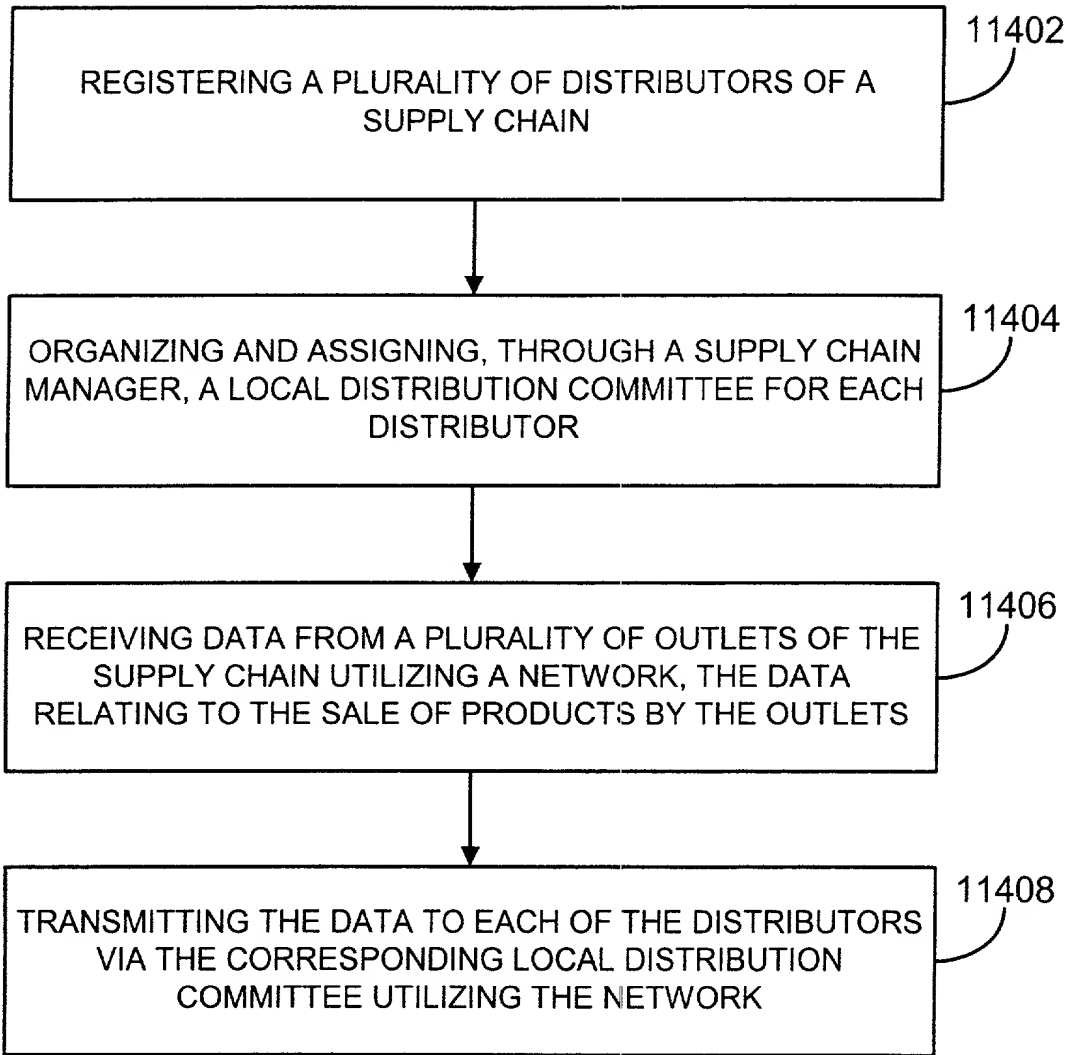 11402
REGISTERING A PLURALITY OF DISTRIBUTORS OF A
SUPPLY CHAIN
11404
ORGANIZING AND ASSIGNING, THROUGH A SUPPLY CHAIN
MANAGER, A LOCAL DISTRIBUTION COMMITTEE FOR EACH
DISTRIBUTOR
11406
RECEIVING DATA FROM A PLURALITY OF OUTLETS OF THE
SUPPLY CHAIN UTILIZING A NETWORK, THE DATA
RELATING TO THE SALE OF PRODUCTS BY THE OUTLETS
11408
TRANSMITTING THE DATA TO EACH OF THE DISTRIBUTORS
VIA THE CORRESPONDING LOCAL DISTRIBUTION
COMMITTEE UTILIZING THE NETWORK